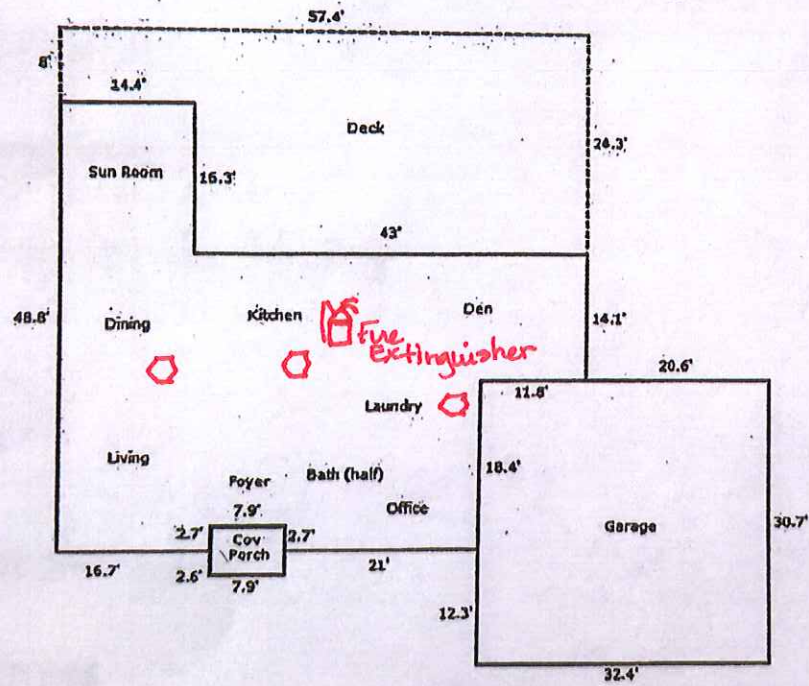 57.4'
8'
14.4'
Deck
24.3'
Sun Room
16.3'
43'
48.8'
Dining
Kitchen
Den
14.1'
Fire
Extinguisher
20.6'
11.8'
Laundry
Living
18.4'
Foyer
Bath (half)
7.9'
Office
Garage
30.7'
2.7'
Cov
Porch
2.7'
16.7'
2.6'
7.9'
21'
12.3'
32.4'